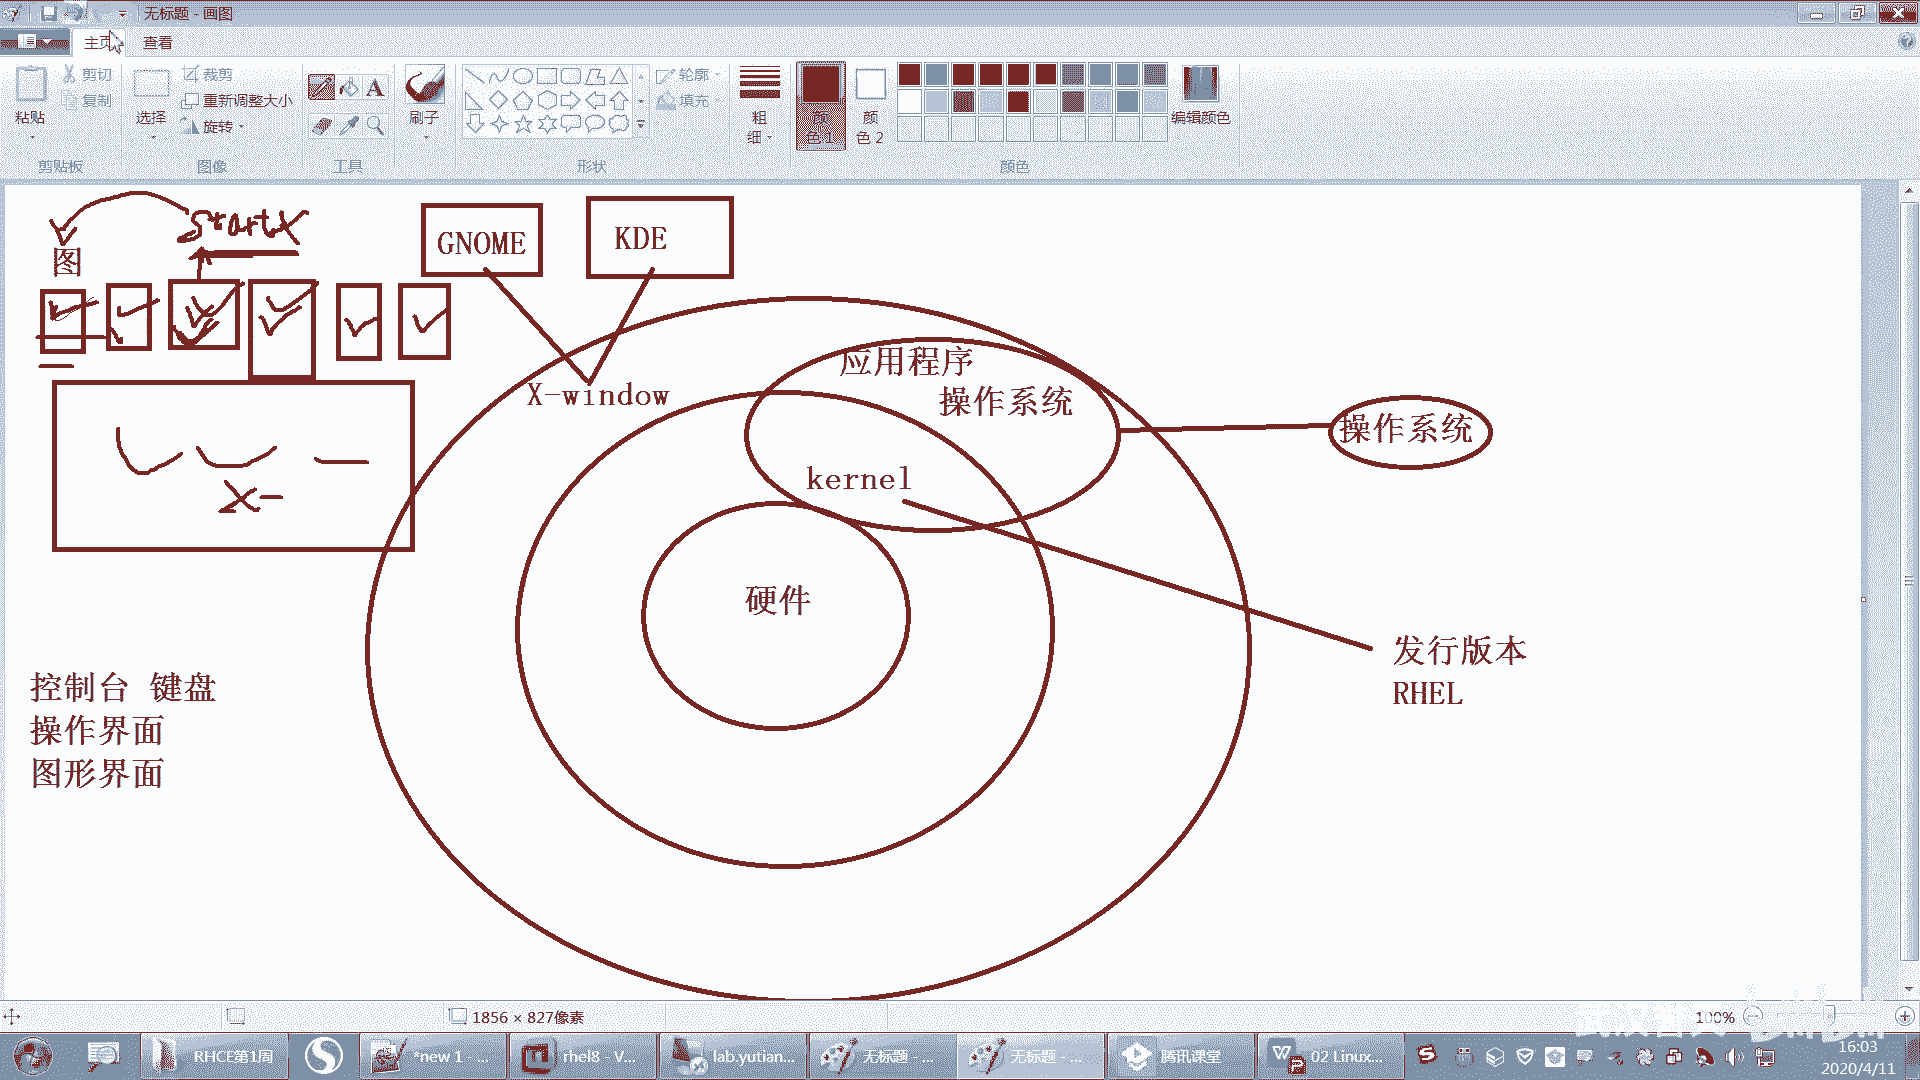 无标题 - 画图
主页
查看
粘贴
剪切
复制
剪贴板
选择
裁剪
重新调整大小
旋转
图像
A
工具
刷子
形状
轮廓
填充
粗
细
颜
色 1
颜
色 2
颜色
编辑颜色
startX
图
GNOME
KDE
X-window
应用程序
操作系统
操作系统
kernel
X-
硬件
发行版本
RHEL
控制台 键盘
操作界面
图形界面
1856 × 827像素
100%
RHCE第1周
*new 1 - ...
rhel8 - V...
lab.yutian...
无标题 - ...
无标题 - ...
腾讯课堂
02 Linux...
16:03
2020/4/11